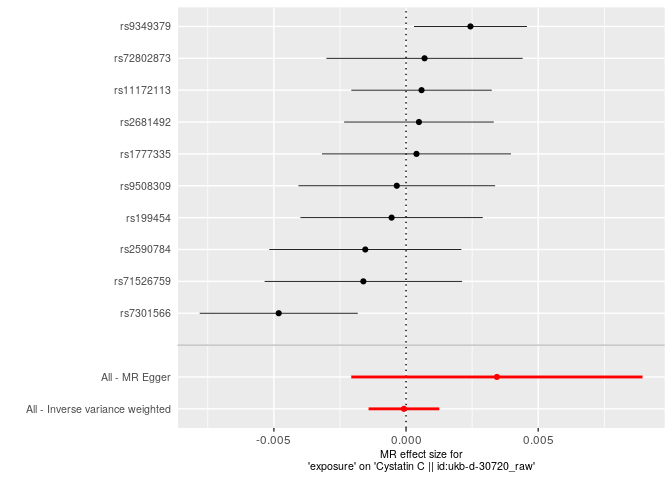 rs9349379
rs72802873
rs11172113
rs2681492
rs1777335
rs9508309
rs199454
rs2590784
rs71526759
rs7301566
All - MR Egger
All - Inverse variance weighted
-0.005 0.000 0.005
MR effect size for
'exposure' on 'Cystatin C || id:ukb-d-30720_raw'